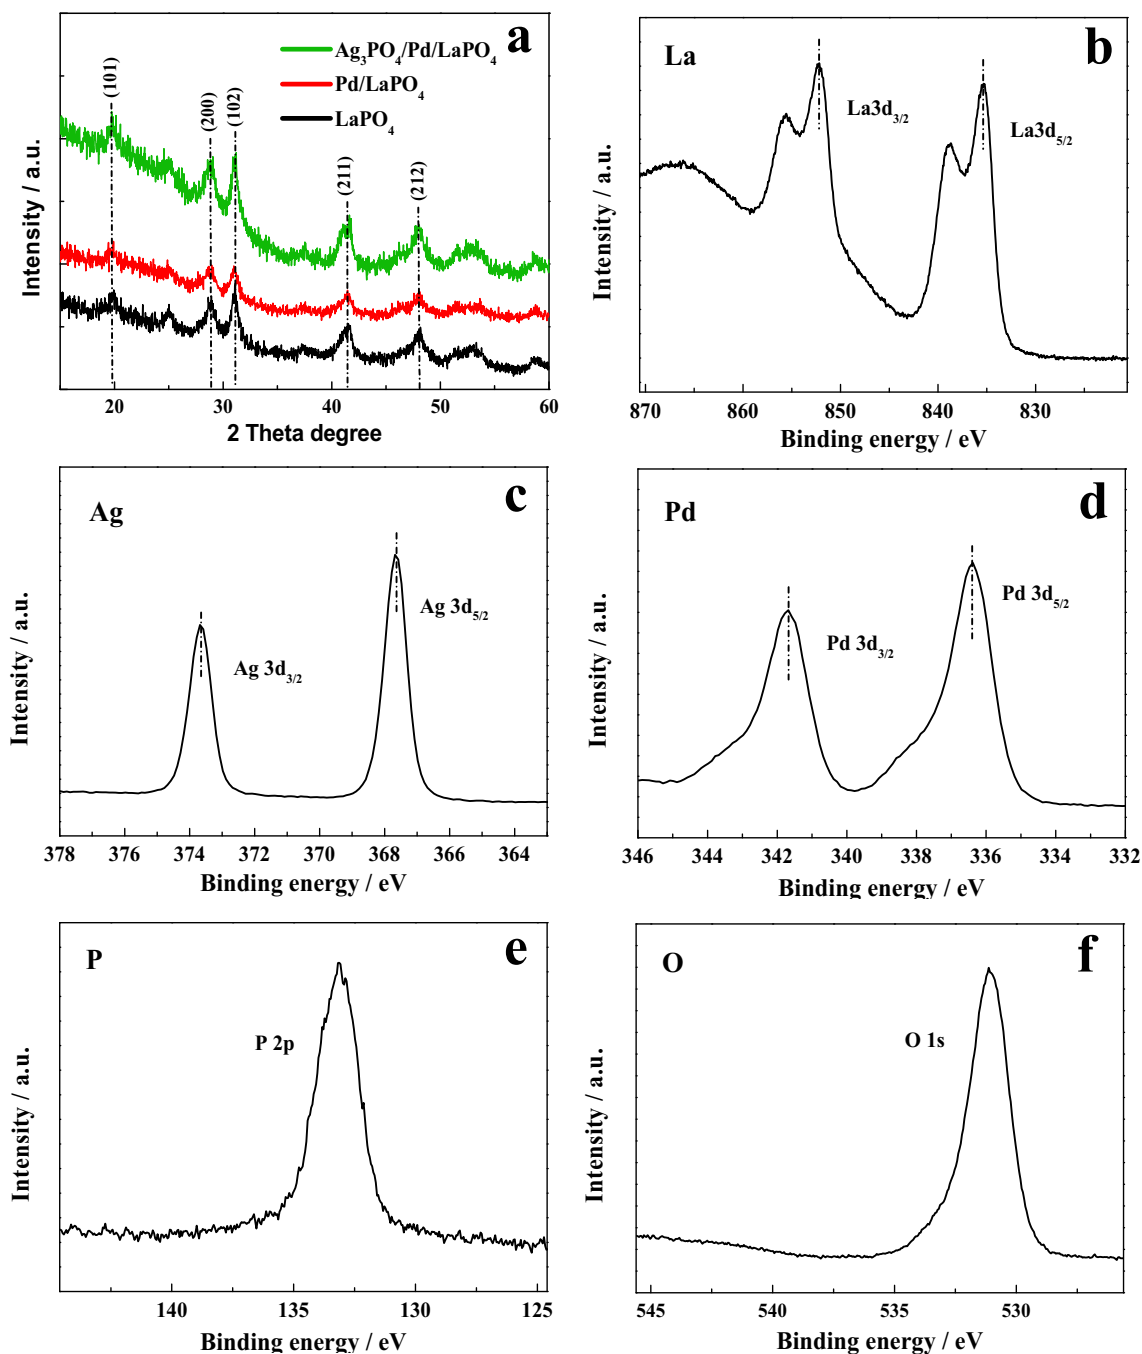 a
Ag₃PO₄/Pd/LaPO₄
Pd/LaPO₄
LaPO₄
(101)
(200)
(102)
(211)
(212)
Intensity / a.u.
20 30 40 50 60
2 Theta degree
b
La
La3d₃/₂
La3d₅/₂
Intensity / a.u.
870 860 850 840 830
Binding energy / eV
c
Ag
Ag 3d₅/₂
Ag 3d₃/₂
Intensity / a.u.
378 376 374 372 370 368 366 364
Binding energy / eV
d
Pd
Pd 3d₅/₂
Pd 3d₃/₂
Intensity / a.u.
346 344 342 340 338 336 334 332
Binding energy / eV
e
P
P 2p
Intensity / a.u.
140 135 130 125
Binding energy / eV
f
O
O 1s
Intensity / a.u.
545 540 535 530
Binding energy / eV